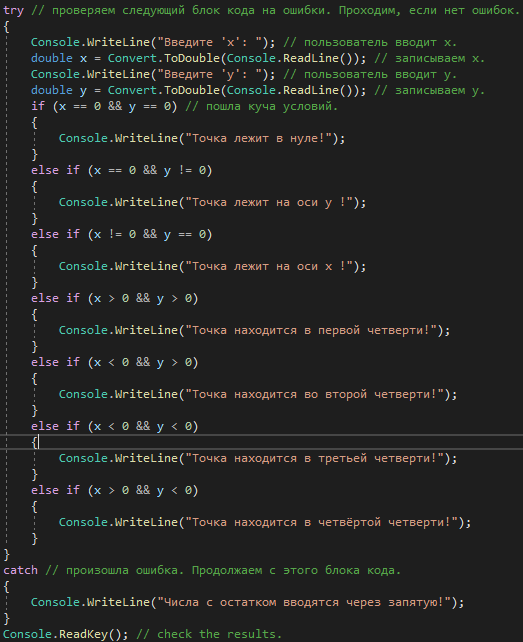 try // проверяем следующий блок кода на ошибки. Проходим, если нет ошибок.
{
Console.WriteLine("Введите 'x': "); // пользователь вводит x.
double x = Convert.ToDouble(Console.ReadLine()); // записываем x.
Console.WriteLine("Введите 'y': "); // пользователь вводит y.
double y = Convert.ToDouble(Console.ReadLine()); // записываем y.
if (x == 0 && y == 0) // пошла куча условий.
{
Console.WriteLine("Точка лежит в нуле!");
}
else if (x == 0 && y != 0)
{
Console.WriteLine("Точка лежит на оси y !");
}
else if (x != 0 && y == 0)
{
Console.WriteLine("Точка лежит на оси x !");
}
else if (x > 0 && y > 0)
{
Console.WriteLine("Точка находится в первой четверти!");
}
else if (x < 0 && y > 0)
{
Console.WriteLine("Точка находится во второй четверти!");
}
else if (x < 0 && y < 0)
{
Console.WriteLine("Точка находится в третьей четверти!");
}
else if (x > 0 && y < 0)
{
Console.WriteLine("Точка находится в четвёртой четверти!");
}
}
catch // произошла ошибка. Продолжаем с этого блока кода.
{
Console.WriteLine("Числа с остатком вводятся через запятую!");
}
Console.ReadKey(); // check the results.